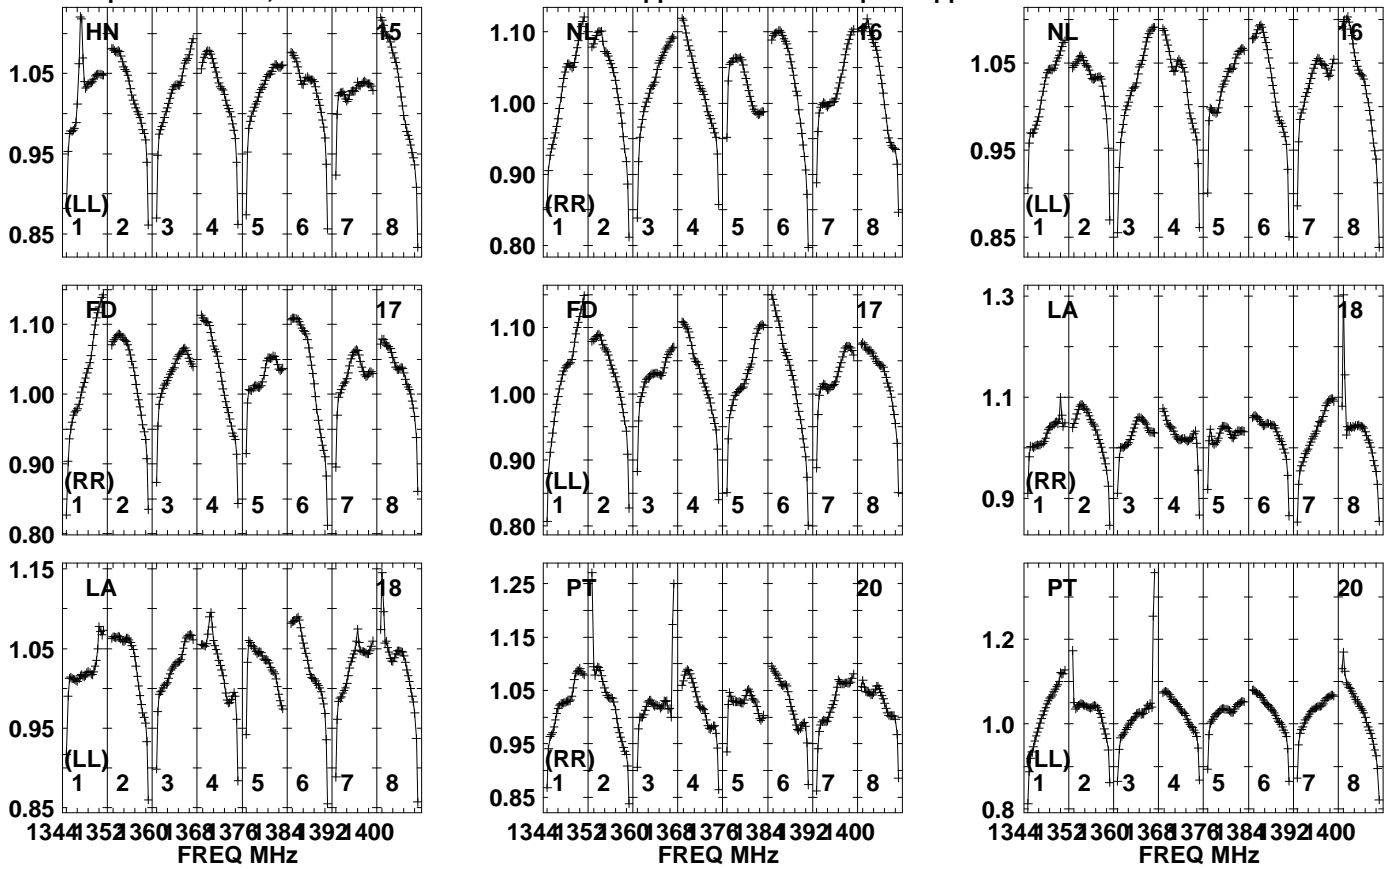 HN 15
1.05
0.95
0.85
(LL)
1 2 3 4 5 6 7 8
NL 16
1.10
1.00
0.90
0.80
(RR)
1 2 3 4 5 6 7 8
NL 16
1.05
0.95
0.85
(LL)
1 2 3 4 5 6 7 8
FD 17
1.10
1.00
0.90
0.80
(RR)
1 2 3 4 5 6 7 8
FD 17
1.10
1.00
0.90
0.80
(LL)
1 2 3 4 5 6 7 8
LA 18
1.3
1.1
0.9
(RR)
1 2 3 4 5 6 7 8
LA 18
1.15
1.05
0.95
0.85
(LL)
1 2 3 4 5 6 7 8
1344 1352 1360 1368 1376 1384 1392 1400
FREQ MHz
PT 20
1.25
1.15
1.05
0.95
0.85
(RR)
1 2 3 4 5 6 7 8
1344 1352 1360 1368 1376 1384 1392 1400
FREQ MHz
PT 20
1.2
1.0
0.8
(LL)
1 2 3 4 5 6 7 8
1344 1352 1360 1368 1376 1384 1392 1400
FREQ MHz